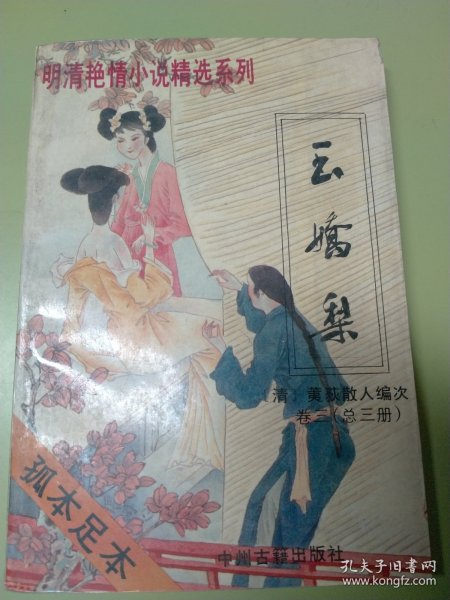 明清艳情小说精选系列
玉嬌梨
〔清〕荑荻散人编次
卷三(总三册)
孤本足本
中州古籍出版社
孔夫子旧书网
www.kongfz.com